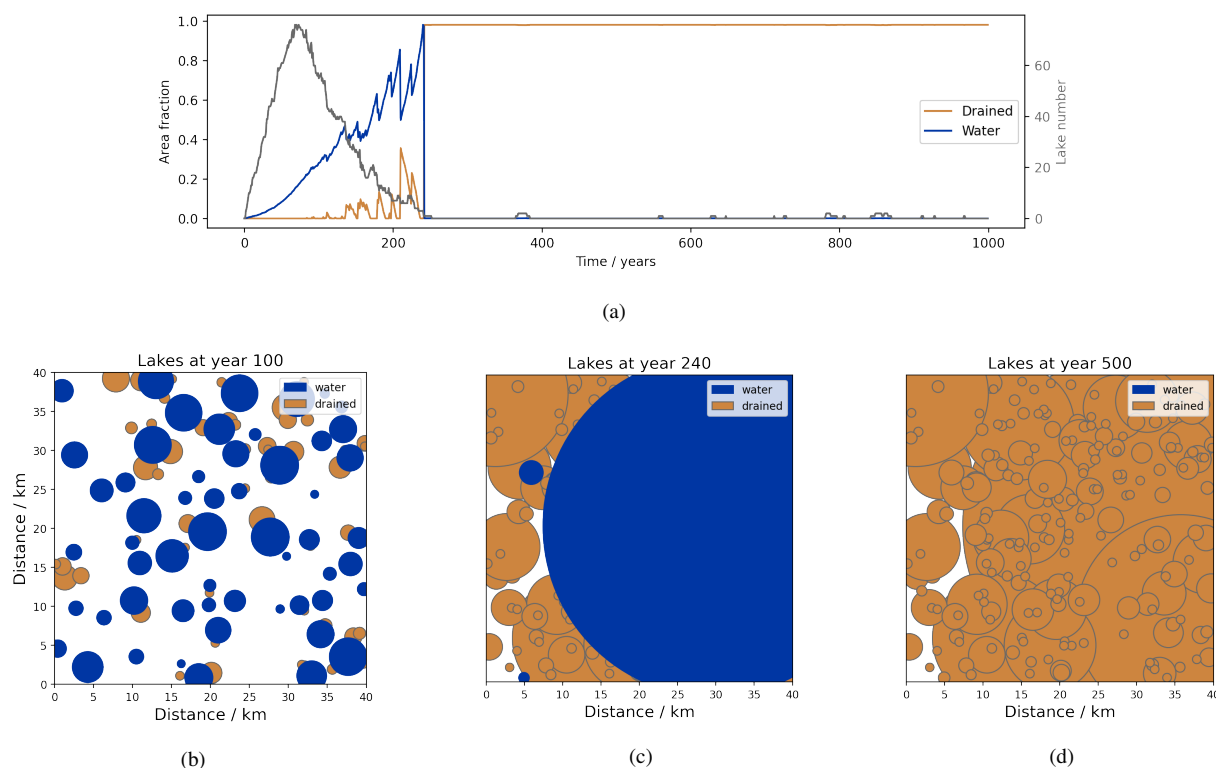 1.0
0.8
0.6
0.4
0.2
0.0
Area fraction
Drained
Water
60
40
20
0
Lake number
0 200 400 600 800 1000
Time / years
(a)
Lakes at year 100
water
drained
40
35
30
25
20
15
10
5
0
Distance / km
0 5 10 15 20 25 30 35 40
Distance / km
(b)
Lakes at year 240
water
drained
0 5 10 15 20 25 30 35 40
Distance / km
(c)
Lakes at year 500
water
drained
0 5 10 15 20 25 30 35 40
Distance / km
(d)